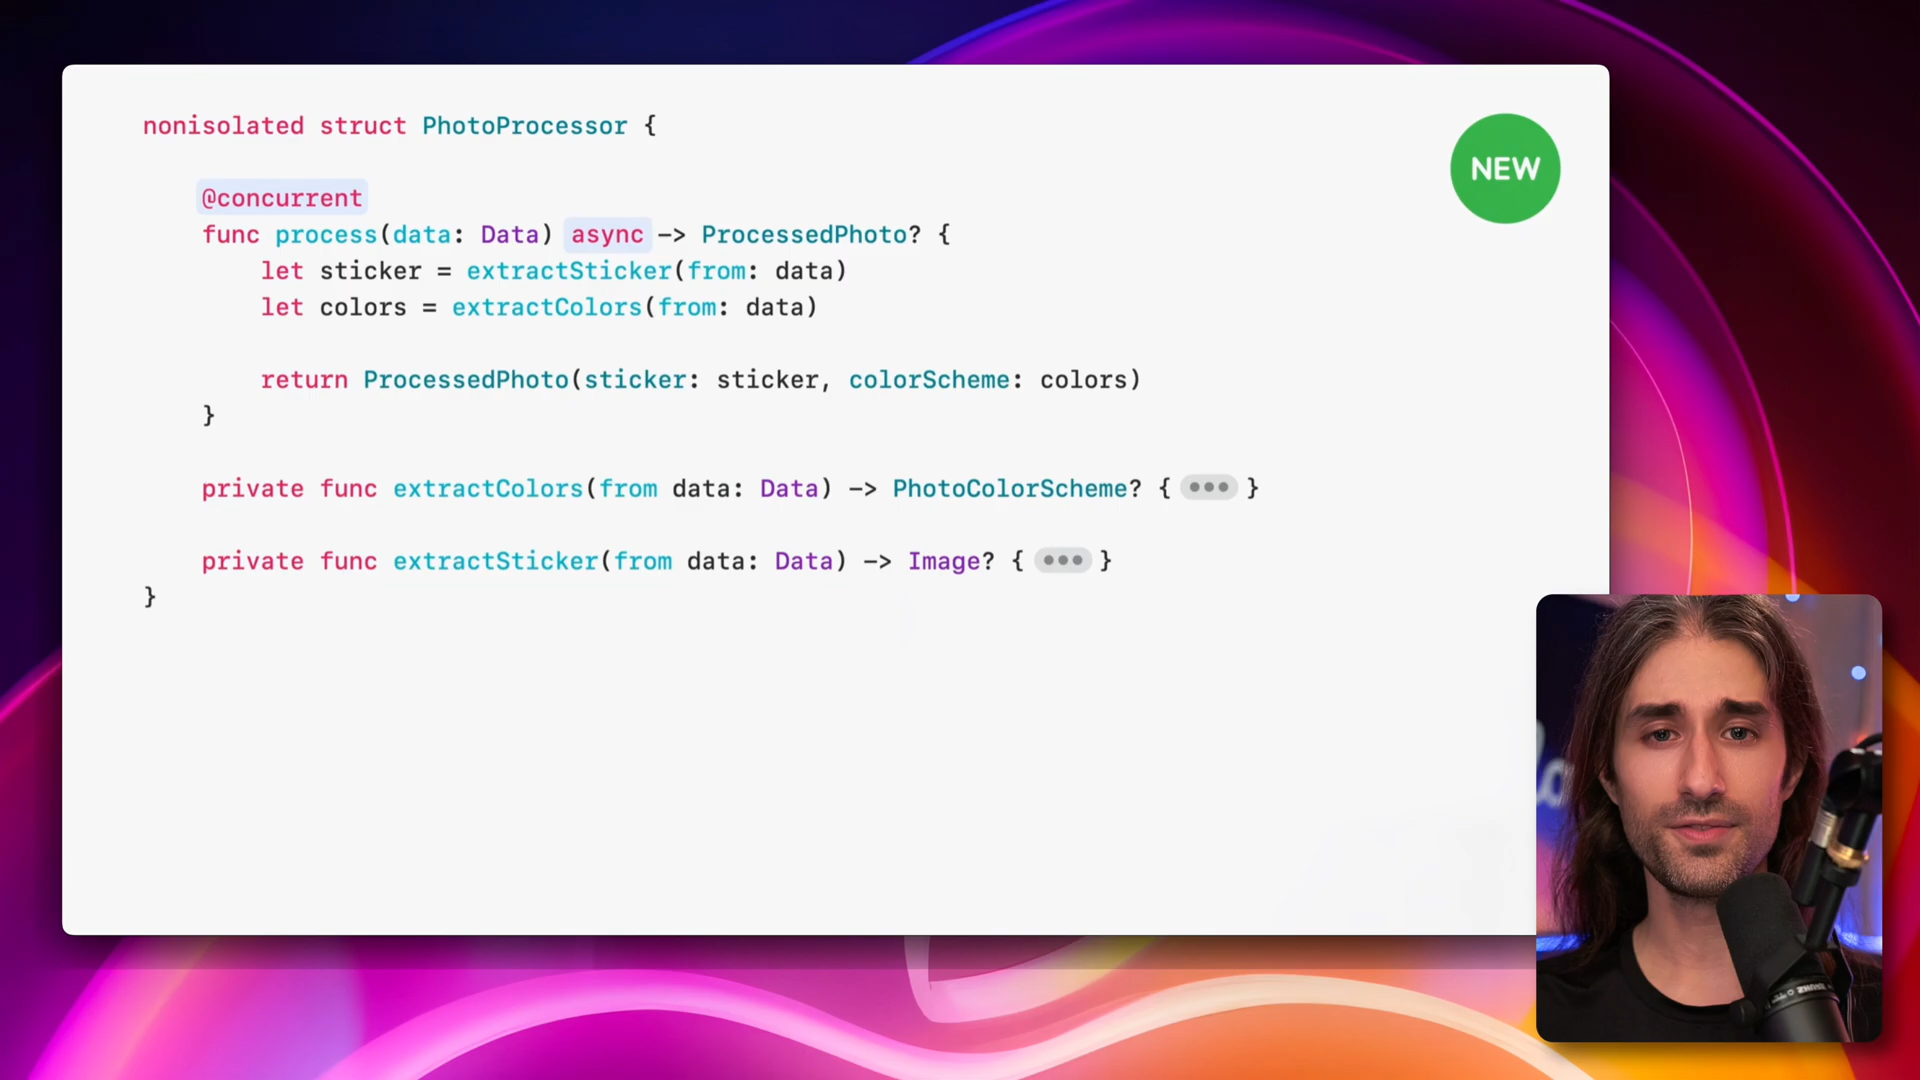 nonisolated struct PhotoProcessor {
NEW
@concurrent
func process(data: Data) async -> ProcessedPhoto? {
let sticker = extractSticker(from: data)
let colors = extractColors(from: data)
return ProcessedPhoto(sticker: sticker, colorScheme: colors)
}
private func extractColors(from data: Data) -> PhotoColorScheme? { ••• }
private func extractSticker(from data: Data) -> Image? { ••• }
}